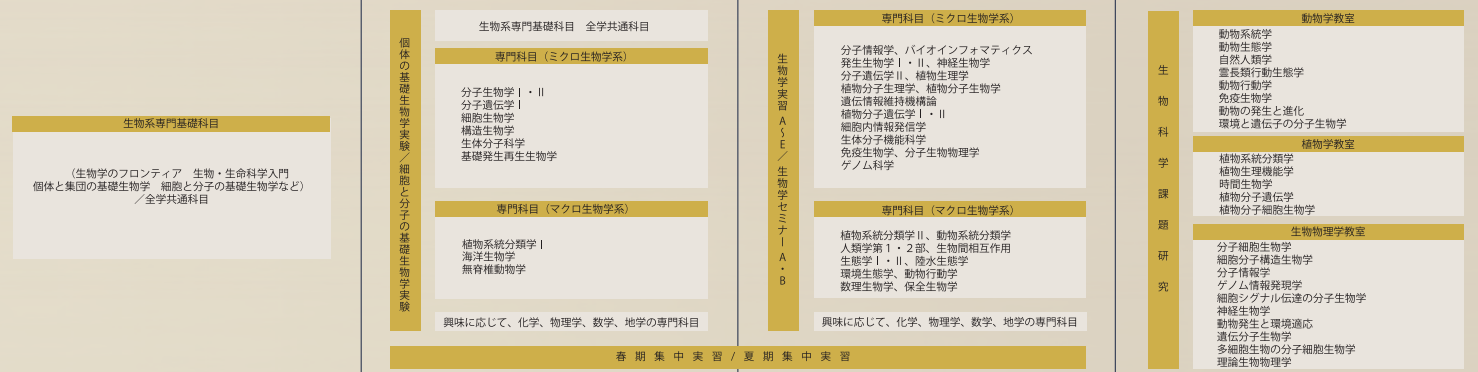 生物系専門基礎科目
（生物学のフロンティア　生物・生命科学入門
個体と集団の基礎生物学　細胞と分子の基礎生物学など）
／全学共通科目
個体の基礎生物学実験／細胞と分子の基礎生物学実験
生物系専門基礎科目　全学共通科目
専門科目（ミクロ生物学系）
分子生物学Ⅰ・Ⅱ
分子遺伝学Ⅰ
細胞生物学
構造生物学
生体分子科学
基礎発生再生生物学
専門科目（マクロ生物学系）
植物系統分類学Ⅰ
海洋生物学
無脊椎動物学
興味に応じて、化学、物理学、数学、地学の専門科目
生物学実習A〜E／生物学セミナーA・B
専門科目（ミクロ生物学系）
分子情報学、バイオインフォマティクス
発生生物学Ⅰ・Ⅱ、神経生物学
分子遺伝学Ⅱ、植物生理学
植物分子生理学、植物分子生物学
遺伝情報維持機構論
植物分子遺伝学Ⅰ・Ⅱ
細胞内情報発信学
生体分子機能科学
免疫生物学、分子生物物理学
ゲノム科学
専門科目（マクロ生物学系）
植物系統分類学Ⅱ、動物系統分類学
人類学第１・２部、生物間相互作用
生態学Ⅰ・Ⅱ、陸水生態学
環境生態学、動物行動学
数理生物学、保全生物学
興味に応じて、化学、物理学、数学、地学の専門科目
春期集中実習/夏期集中実習
生物科学課題研究
動物学教室
動物系統学
動物生態学
自然人類学
霊長類行動生態学
動物行動学
免疫生物学
動物の発生と進化
環境と遺伝子の分子生物学
植物学教室
植物系統分類学
植物生理機能学
時間生物学
植物分子遺伝学
植物分子細胞生物学
生物物理学教室
分子細胞生物学
細胞分子構造生物学
分子情報学
ゲノム情報発現学
細胞シグナル伝達の分子生物学
神経生物学
動物発生と環境適応
遺伝分子生物学
多細胞生物の分子細胞生物学
理論生物物理学